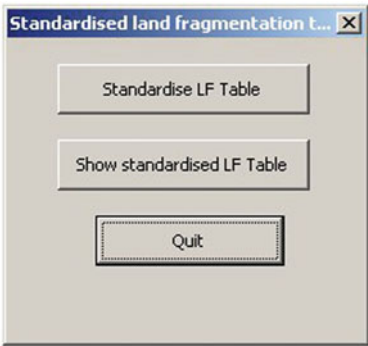 Standardised land fragmentation t...
Standardise LF Table
Show standardised LF Table
Quit